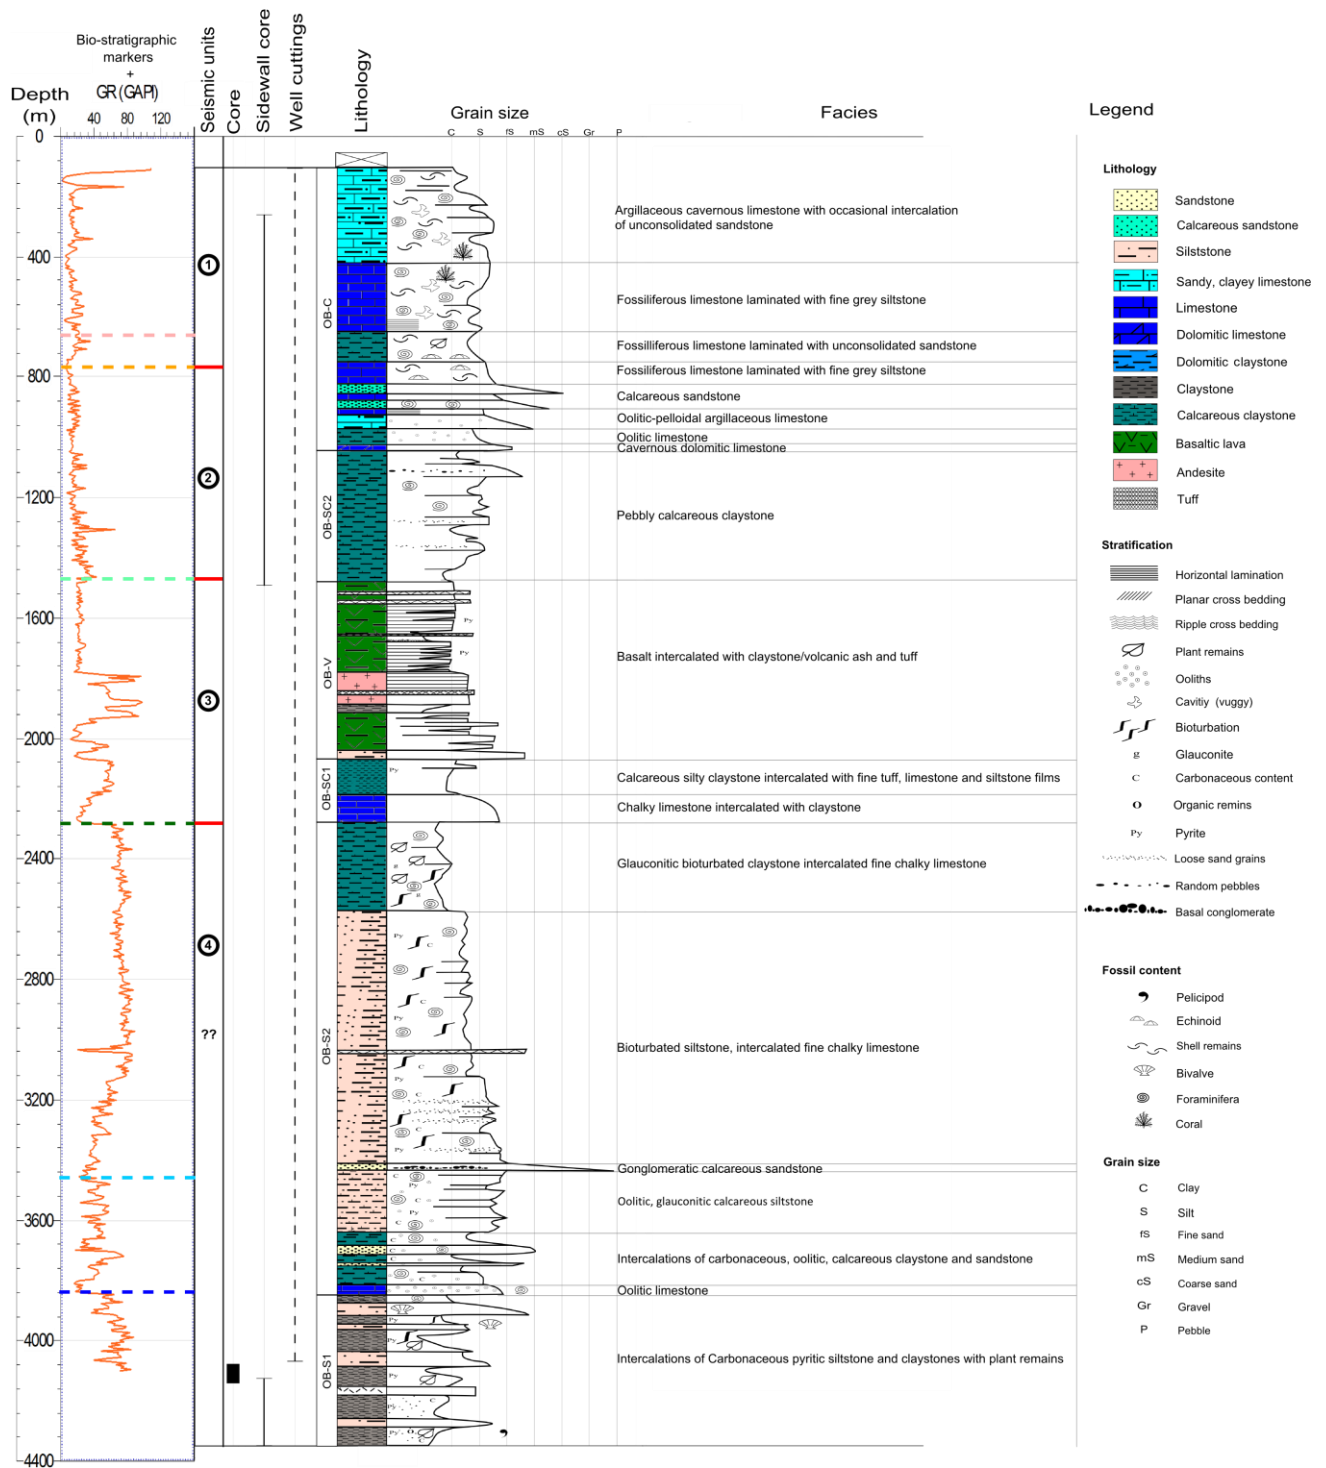 Bio-stratigraphic
markers
+
GR (GAPI)
Depth
(m)
40 80 120
Seismic units
Core
Sidewall core
Well cuttings
Lithology
Grain size
C S fS mS cS Gr P
Facies
Legend
0
400
800
1200
1600
2000
2400
2800
3200
3600
4000
4400
1
2
3
4
??
OB-C
OB-SC2
OB-V
OB-SC1
OB-S2
OB-S1
Argillaceous cavernous limestone with occasional intercalation
of unconsolidated sandstone
Fossiliferous limestone laminated with fine grey siltstone
Fossilliferous limestone laminated with unconsolidated sandstone
Fossiliferous limestone laminated with fine grey siltstone
Calcareous sandstone
Oolitic-pelloidal argillaceous limestone
Oolitic limestone
Cavernous dolomitic limestone
Pebbly calcareous claystone
Basalt intercalated with claystone/volcanic ash and tuff
Calcareous silty claystone intercalated with fine tuff, limestone and siltstone films
Chalky limestone intercalated with claystone
Glauconitic bioturbated claystone intercalated fine chalky limestone
Bioturbated siltstone, intercalated fine chalky limestone
Gonglomeratic calcareous sandstone
Oolitic, glauconitic calcareous siltstone
Intercalations of carbonaceous, oolitic, calcareous claystone and sandstone
Oolitic limestone
Intercalations of Carbonaceous pyritic siltstone and claystones with plant remains
Lithology
Sandstone
Calcareous sandstone
Silststone
Sandy, clayey limestone
Limestone
Dolomitic limestone
Dolomitic claystone
Claystone
Calcareous claystone
Basaltic lava
Andesite
Tuff
Stratification
Horizontal lamination
Planar cross bedding
Ripple cross bedding
Plant remains
Ooliths
Cavitiy (vuggy)
Bioturbation
g Glauconite
C Carbonaceous content
O Organic remins
Py Pyrite
Loose sand grains
Random pebbles
Basal conglomerate
Fossil content
Pelicipod
Echinoid
Shell remains
Bivalve
Foraminifera
Coral
Grain size
C Clay
S Silt
fS Fine sand
mS Medium sand
cS Coarse sand
Gr Gravel
P Pebble